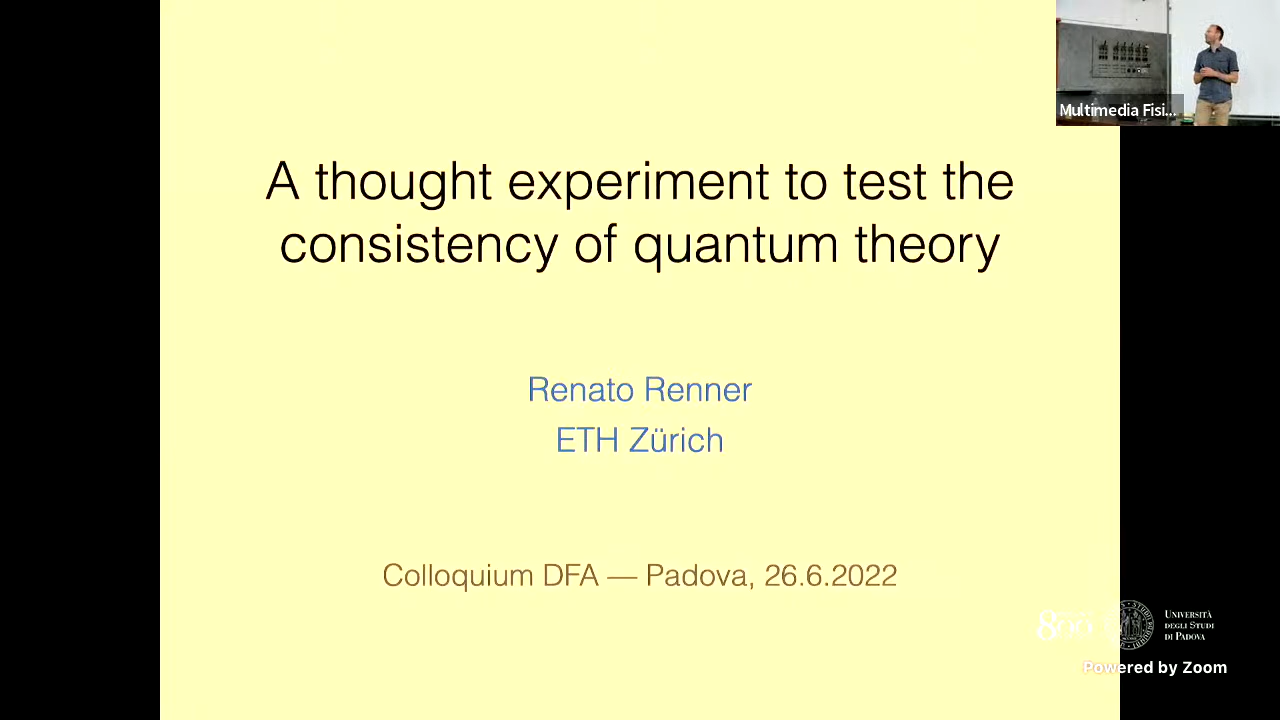 A thought experiment to test the
consistency of quantum theory
Renato Renner
ETH Zürich
Colloquium DFA — Padova, 26.6.2022
Multimedia Fisi...
800
UNIVERSITÀ
DEGLI STUDI
DI PADOVA
Powered by Zoom